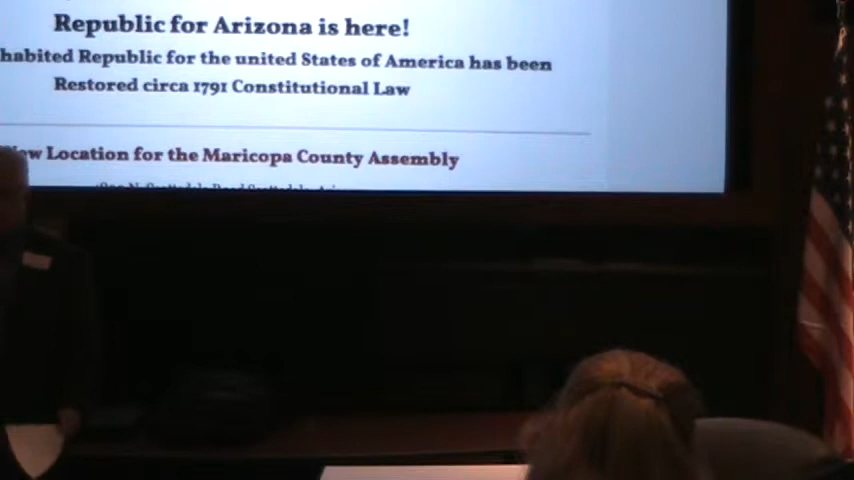 Republic for Arizona is here!
habited Republic for the united States of America has been
Restored circa 1791 Constitutional Law
Location for the Maricopa County Assembly